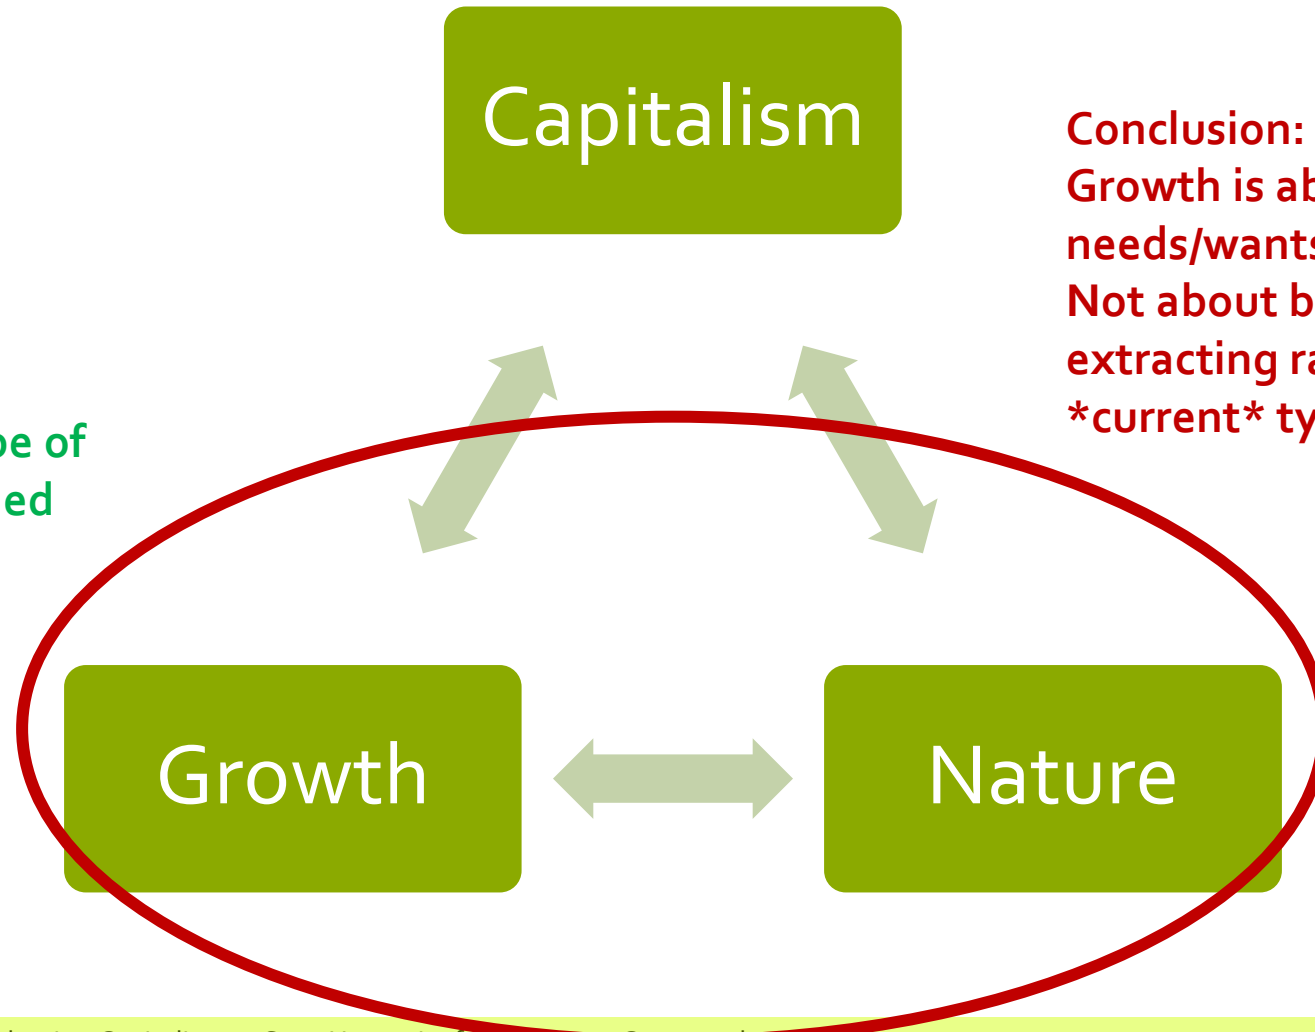 Capitalism
Conclusion:
Growth is ab
needs/wants
Not about b
extracting ra
*current* ty
pe of
ed
Growth
Nature